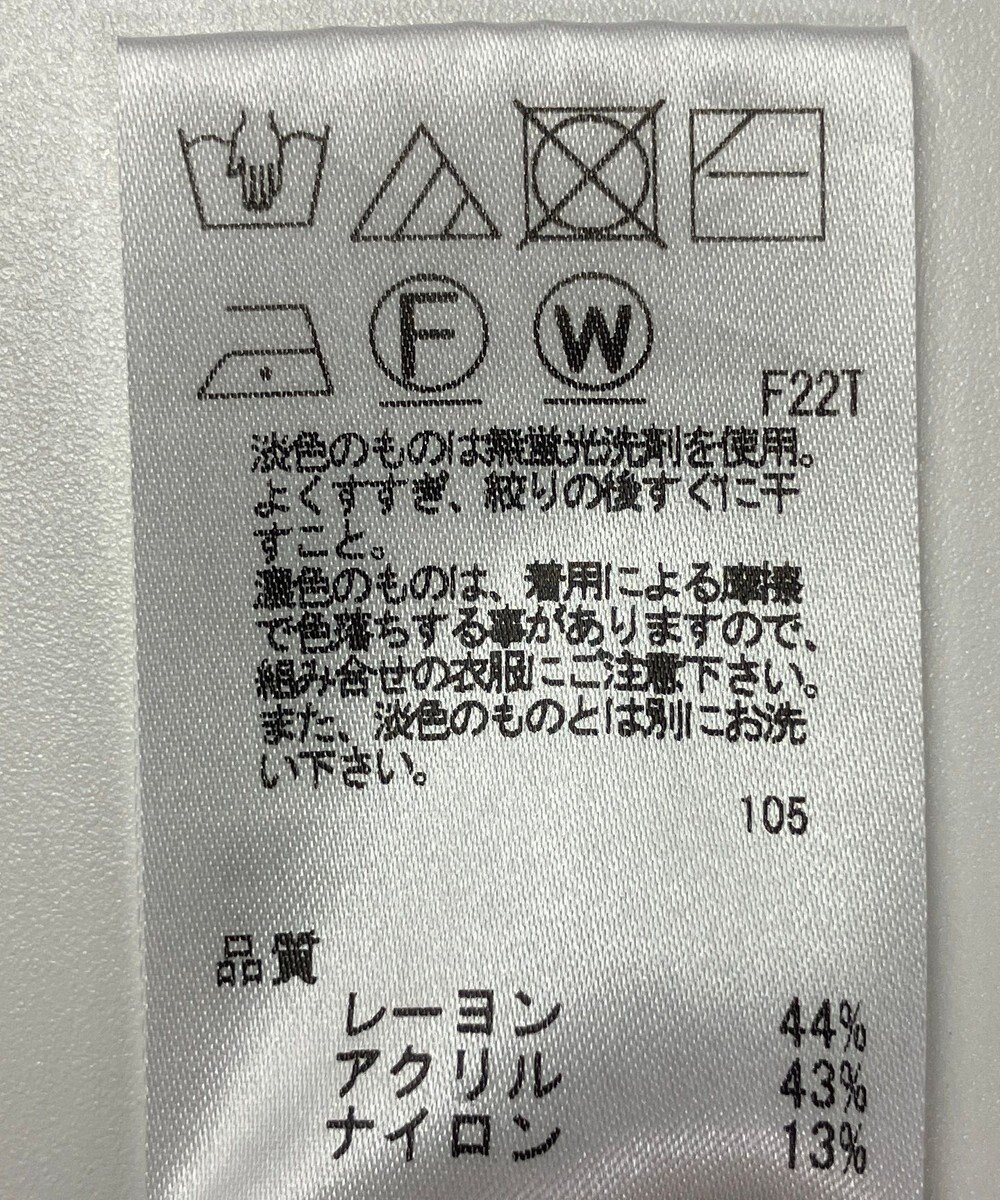 F
W
F22T
淡色のものは無蛍光洗剤を使用。
よくすすぎ、絞りの後すぐに干
すこと。
濃色のものは、着用による摩擦
で色落ちする事がありますので、
組み合せの衣服にご注意下さい。
また、淡色のものとは別にお洗
い下さい。
105
品質
レーヨン 44%
アクリル 43%
ナイロン 13%